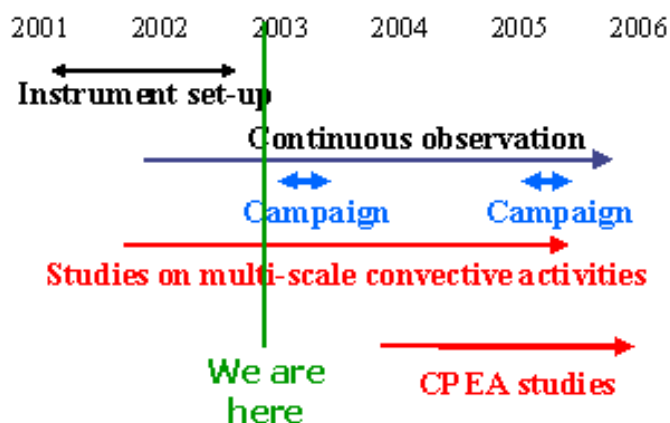 2001 2002 2003 2004 2005 2006
Instrument set-up
Continuous observation
Campaign Campaign
Studies on multi-scale convective activities
We are
here
CPEA studies